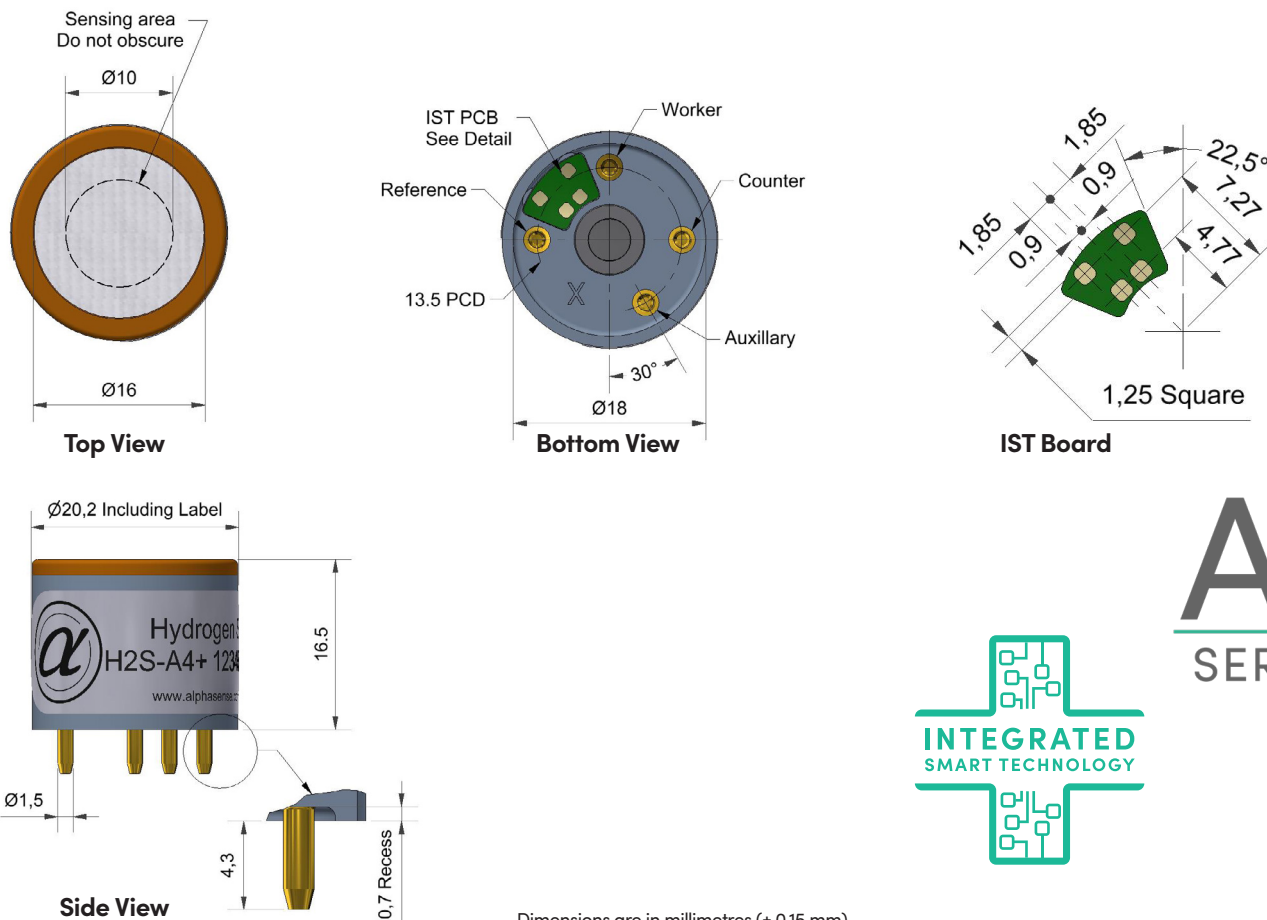 Sensing area
Do not obscure
Ø10
Ø16
Top View
IST PCB
See Detail
Worker
Reference
Counter
13.5 PCD
X
Auxillary
30°
Ø18
Bottom View
1,85
0,9
22,5°
7,27
4,77
1,85
0,9
1,25 Square
IST Board
Ø20,2 Including Label
α
Hydrogen
H2S-A4+ 123
www.alphasense.c
16.5
Ø1,5
4,3
0,7 Recess
Side View
A
SER
INTEGRATED
SMART TECHNOLOGY
Dimensions are in millimetres (± 0.15 mm)